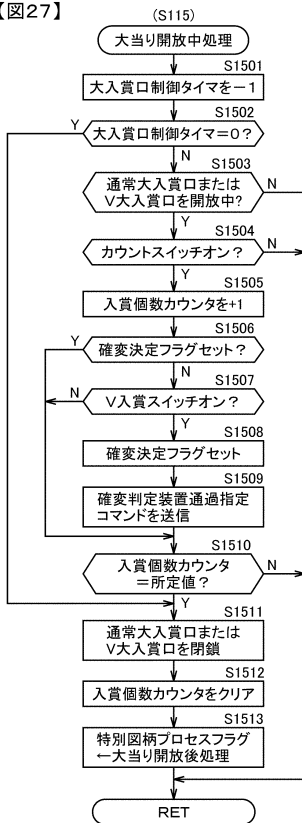 【図27】
(S115)
大当り開放中処理
S1501
大入賞口制御タイマを－1
S1502
Y
大入賞口制御タイマ=0?
N
S1503
通常大入賞口または
V大入賞口を開放中?
N
Y
S1504
カウントスイッチオン?
N
Y
S1505
入賞個数カウンタを+1
S1506
Y
確変決定フラグセット?
N
S1507
N
V入賞スイッチオン?
Y
S1508
確変決定フラグセット
S1509
確変判定装置通過指定
コマンドを送信
S1510
入賞個数カウンタ
=所定値?
N
Y
S1511
通常大入賞口または
V大入賞口を閉鎖
S1512
入賞個数カウンタをクリア
S1513
特別図柄プロセスフラグ
←大当り開放後処理
RET